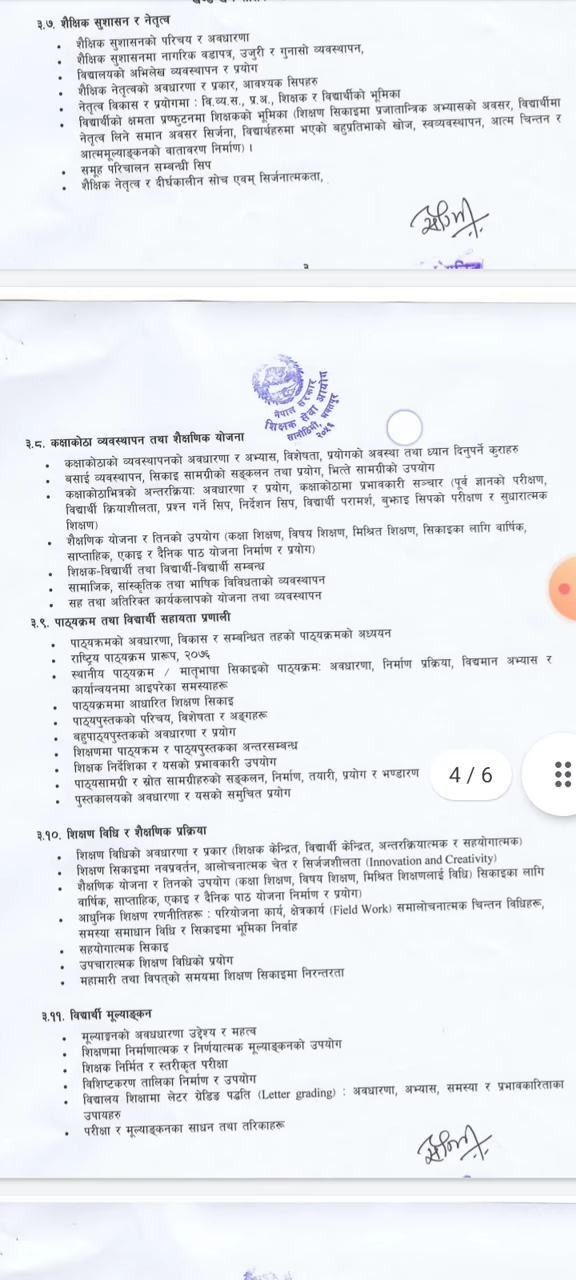 ३.७. शैक्षिक सुशासन र नेतृत्व
• शैक्षिक सुशासनको परिचय र अवधारणा
• शैक्षिक सुशासनमा नागरिक वडापत्र, उजुरी र गुनासो व्यवस्थापन,
• विद्यालयको अभिलेख व्यवस्थापन र प्रयोग
• शैक्षिक नेतृत्वको अवधारणा र प्रकार, आवश्यक सिपहरु
• नेतृत्व विकास र प्रयोगमा : वि.व्य.स., प्र.अ., शिक्षक र विद्यार्थीको भूमिका
• विद्यार्थीको क्षमता प्रष्फुटनमा शिक्षकको भूमिका (शिक्षण सिकाइमा प्रजातान्त्रिक अभ्यासको अवसर, विद्यार्थीमा
नेतृत्व लिने समान अवसर सिर्जना, विद्यार्थहरुमा भएको बहुप्रतिभाको खोज, स्वव्यवस्थापन, आत्म चिन्तन र
आत्ममूल्याङ्कनको वातावरण निर्माण) ।
• समूह परिचालन सम्बन्धी सिप
• शैक्षिक नेतृत्व र दीर्घकालीन सोच एवम् सिर्जनात्मकता,
३
नेपाल सरकार
शिक्षक सेवा आयोग
सानोठिमी, भक्तपुर
३.८. कक्षाकोठा व्यवस्थापन तथा शैक्षणिक योजना
• कक्षाकोठाको व्यवस्थापनको अवधारणा र अभ्यास, विशेषता, प्रयोगको अवस्था तथा ध्यान दिनुपर्ने कुराहरु
• बसाई व्यवस्थापन, सिकाइ सामग्रीको सङ्कलन तथा प्रयोग, भित्ते सामग्रीको उपयोग
• कक्षाकोठाभित्रको अन्तरक्रिया: अवधारणा र प्रयोग, कक्षाकोठामा प्रभावकारी सञ्चार (पूर्व ज्ञानको परीक्षण,
विद्यार्थी क्रियाशीलता, प्रश्न गर्ने सिप, निर्देशन सिप, विद्यार्थी परामर्श, बुझाइ सिपको परीक्षण र सुधारात्मक
शिक्षण)
• शैक्षणिक योजना र तिनको उपयोग (कक्षा शिक्षण, विषय शिक्षण, मिश्रित शिक्षण, सिकाइका लागि वार्षिक,
साप्ताहिक, एकाइ र दैनिक पाठ योजना निर्माण र प्रयोग)
• शिक्षक-विद्यार्थी तथा विद्यार्थी-विद्यार्थी सम्बन्ध
• सामाजिक, सांस्कृतिक तथा भाषिक विविधताको व्यवस्थापन
• सह तथा अतिरिक्त कार्यकलापको योजना तथा व्यवस्थापन
३.९. पाठ्यक्रम तथा विद्यार्थी सहायता प्रणाली
• पाठ्यक्रमको अवधारणा, विकास र सम्बन्धित तहको पाठ्यक्रमको अध्ययन
• राष्ट्रिय पाठ्यक्रम प्रारूप, २०७६
• स्थानीय पाठ्यक्रम / मातृभाषा सिकाइको पाठ्यक्रम: अवधारणा, निर्माण प्रक्रिया, विद्यमान अभ्यास र
कार्यान्वयनमा आइपरेका समस्याहरू
• पाठ्यक्रममा आधारित शिक्षण सिकाइ
• पाठ्यपुस्तकको परिचय, विशेषता र अङ्गहरू
• बहुपाठ्यपुस्तकको अवधारणा र प्रयोग
• शिक्षणमा पाठ्यक्रम र पाठ्यपुस्तकका अन्तरसम्बन्ध
• शिक्षक निर्देशिका र यसको प्रभावकारी उपयोग
• पाठ्यसामग्री र स्रोत सामग्रीहरुको सङ्कलन, निर्माण, तयारी, प्रयोग र भण्डारण
• पुस्तकालयको अवधारणा र यसको समुचित प्रयोग
4 / 6
३.१०. शिक्षण विधि र शैक्षणिक प्रक्रिया
• शिक्षण विधिको अवधारणा र प्रकार (शिक्षक केन्द्रित, विद्यार्थी केन्द्रित, अन्तरक्रियात्मक र सहयोगात्मक)
• शिक्षण सिकाइमा नवप्रवर्तन, आलोचनात्मक चेत र सिर्जजशीलता (Innovation and Creativity)
• शैक्षणिक योजना र तिनको उपयोग (कक्षा शिक्षण, विषय शिक्षण, मिश्रित शिक्षणलाई विधि) सिकाइका लागि
वार्षिक, साप्ताहिक, एकाइ र दैनिक पाठ योजना निर्माण र प्रयोग)
• आधुनिक शिक्षण रणनीतिहरू : परियोजना कार्य, क्षेत्रकार्य (Field Work) समालोचनात्मक चिन्तन विधिहरू,
समस्या समाधान विधि र सिकाइमा भूमिका निर्वाह
• सहयोगात्मक सिकाइ
• उपचारात्मक शिक्षण विधिको प्रयोग
• महामारी तथा विपत्‌को समयमा शिक्षण सिकाइमा निरन्तरता
३.११. विद्यार्थी मूल्याङ्कन
• मूल्याङ्कनको अवधधारणा उद्देश्य र महत्व
• शिक्षणमा निर्माणात्मक र निर्णयात्मक मूल्याङ्कनको उपयोग
• शिक्षक निर्मित र स्तरीकृत परीक्षा
• विशिष्टकरण तालिका निर्माण र उपयोग
• विद्यालय शिक्षामा लेटर ग्रेडिङ पद्धति (Letter grading) : अवधारणा, अभ्यास, समस्या र प्रभावकारिताका
उपायहरु
• परीक्षा र मूल्याङ्कनका साधन तथा तरिकाहरू